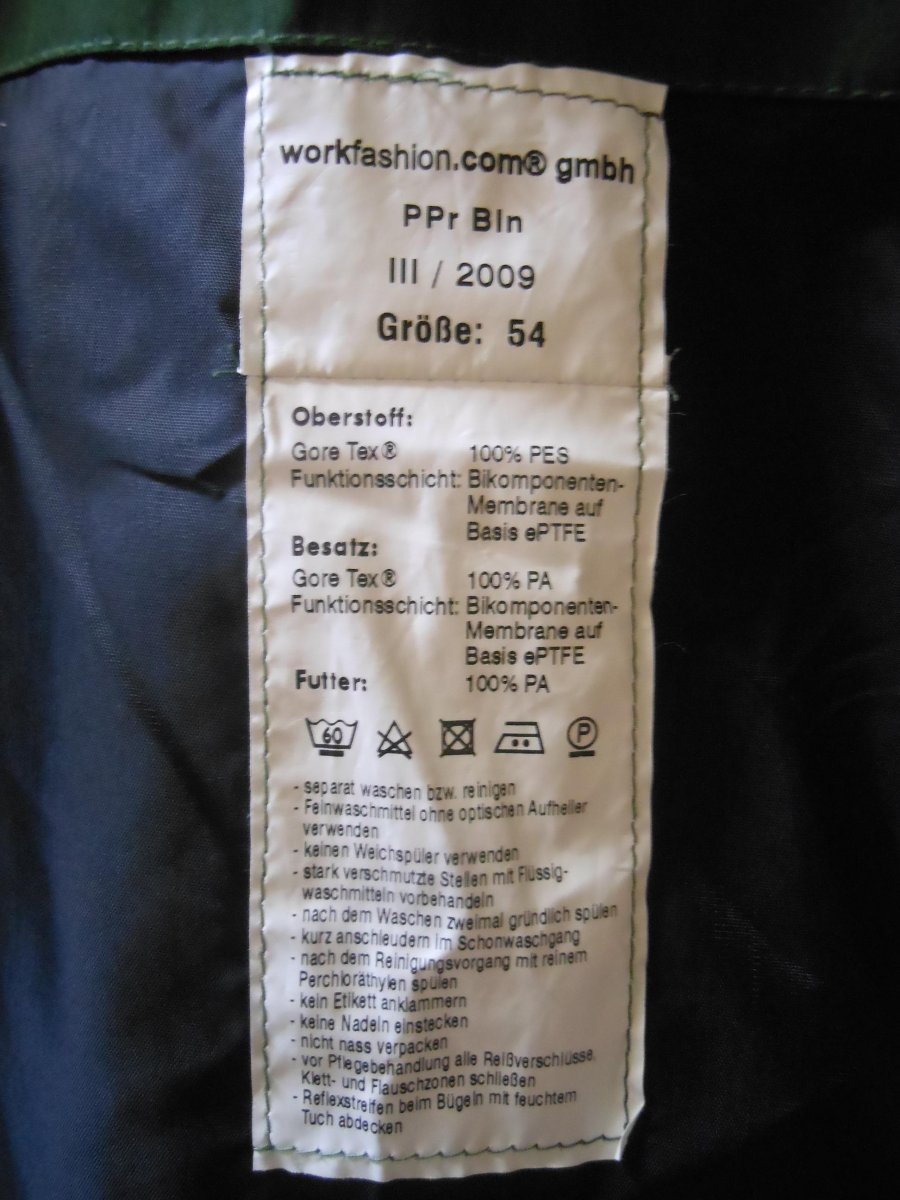 workfashion.com® gmbh
PPr Bln
III / 2009
Größe: 54
Oberstoff:
Gore Tex® 100% PES
Funktionsschicht: Bikomponenten-
Membrane auf
Basis ePTFE
Besatz:
Gore Tex® 100% PA
Funktionsschicht: Bikomponenten-
Membrane auf
Basis ePTFE
Futter: 100% PA
60 P
- separat waschen bzw. reinigen
- Feinwaschmittel ohne optischen Aufheller
verwenden
- keinen Weichspüler verwenden
- stark verschmutzte Stellen mit Flüssig-
waschmitteln vorbehandeln
- nach dem Waschen zweimal gründlich spülen
- kurz anschleudern im Schonwaschgang
- nach dem Reinigungsvorgang mit reinem
Perchloräthylen spülen
- kein Etikett anklammern
- keine Nadeln einstecken
- nicht nass verpacken
- vor Pflegebehandlung alle Reißverschlüsse,
Klett- und Flauschzonen schließen
- Reflexstreifen beim Bügeln mit feuchtem
Tuch abdecken